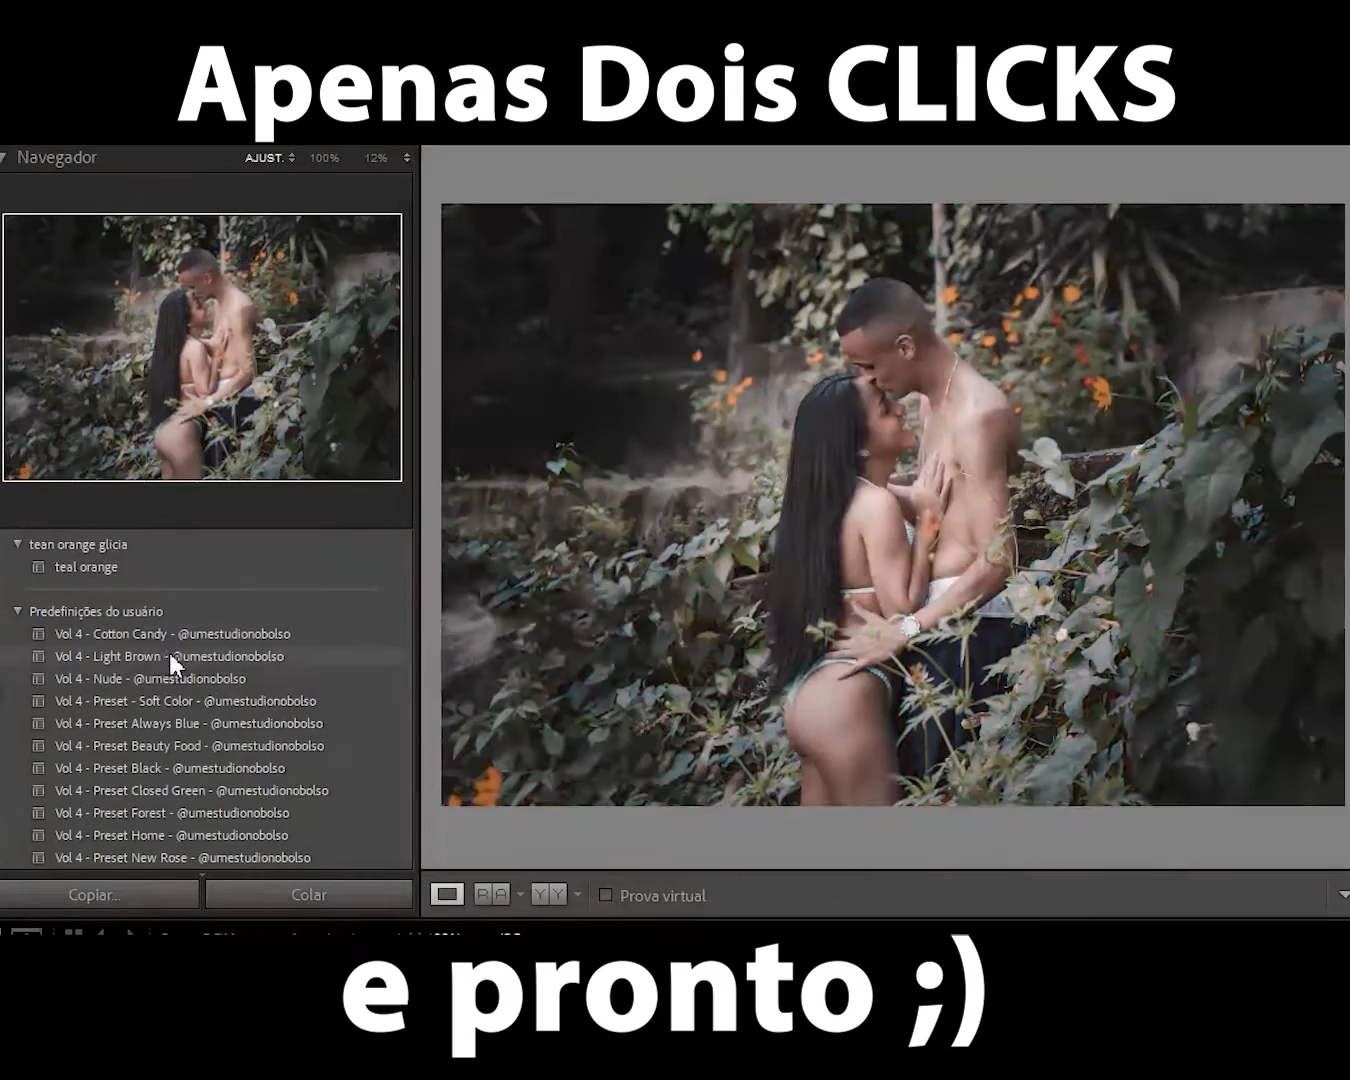 Apenas Dois CLICKS
Navegador AJUST. 100% 12%
tean orange glicia
teal orange
Predefinições do usuário
Vol 4 - Cotton Candy - @umestudionobolso
Vol 4 - Light Brown - @umestudionobolso
Vol 4 - Nude - @umestudionobolso
Vol 4 - Preset - Soft Color - @umestudionobolso
Vol 4 - Preset Always Blue - @umestudionobolso
Vol 4 - Preset Beauty Food - @umestudionobolso
Vol 4 - Preset Black - @umestudionobolso
Vol 4 - Preset Closed Green - @umestudionobolso
Vol 4 - Preset Forest - @umestudionobolso
Vol 4 - Preset Home - @umestudionobolso
Vol 4 - Preset New Rose - @umestudionobolso
Copiar... Colar
R A Y Y Prova virtual
e pronto ;)